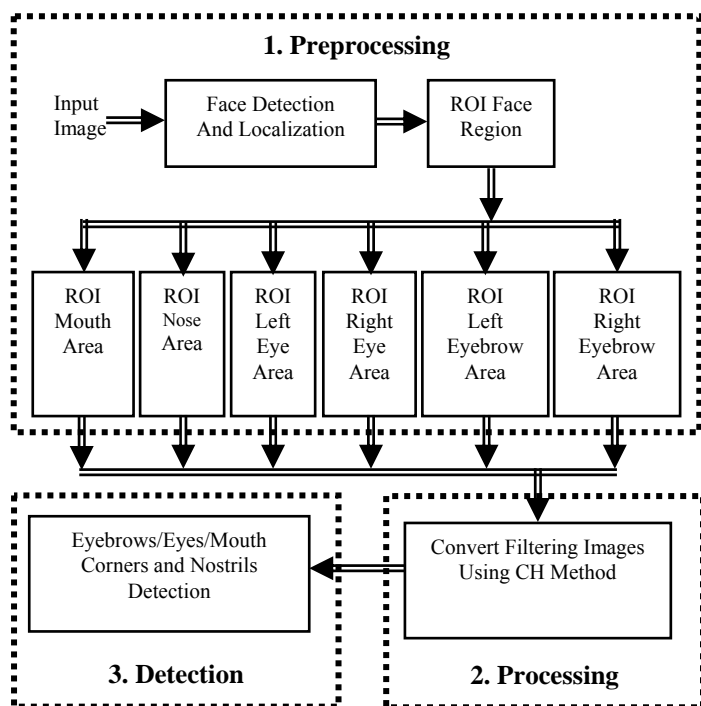 1. Preprocessing
Input
Image
Face Detection
And Localization
ROI Face
Region
ROI
Mouth
Area
ROI
Nose
Area
ROI
Left
Eye
Area
ROI
Right
Eye
Area
ROI
Left
Eyebrow
Area
ROI
Right
Eyebrow
Area
Eyebrows/Eyes/Mouth
Corners and Nostrils
Detection
3. Detection
Convert Filtering Images
Using CH Method
2. Processing